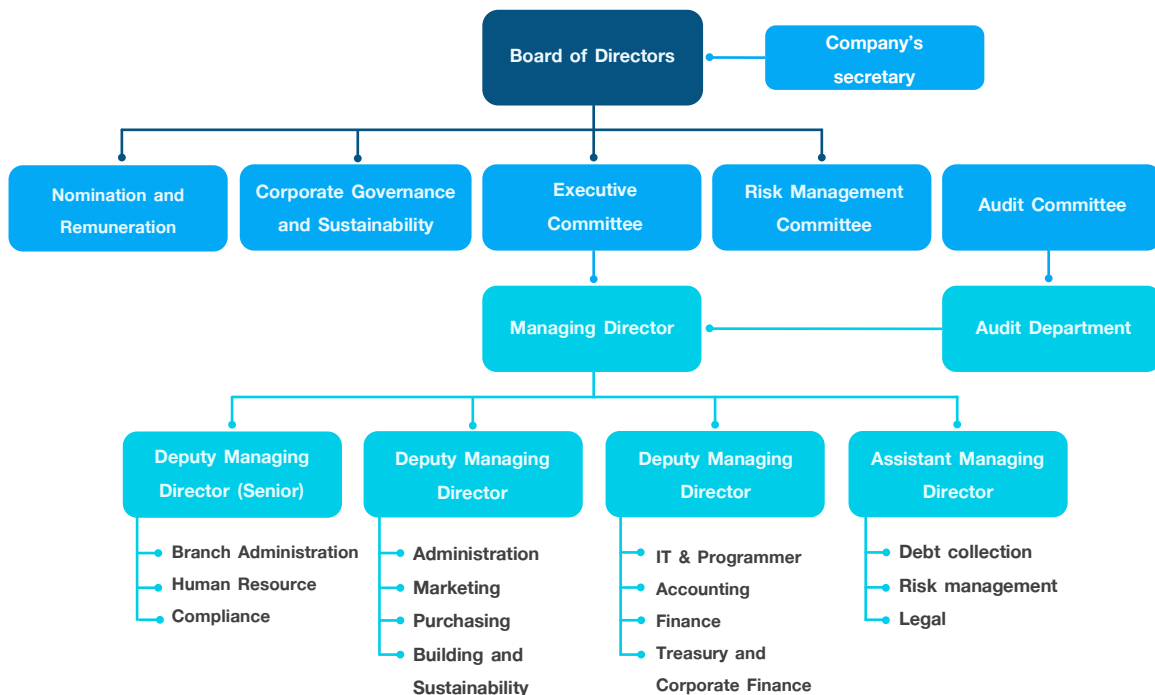 Board of Directors
Company's
secretary
Nomination and
Remuneration
Corporate Governance
and Sustainability
Executive
Committee
Risk Management
Committee
Audit Committee
Managing Director
Audit Department
Deputy Managing
Director (Senior)
Deputy Managing
Director
Deputy Managing
Director
Assistant Managing
Director
Branch Administration
Human Resource
Compliance
Administration
Marketing
Purchasing
Building and
Sustainability
IT & Programmer
Accounting
Finance
Treasury and
Corporate Finance
Debt collection
Risk management
Legal